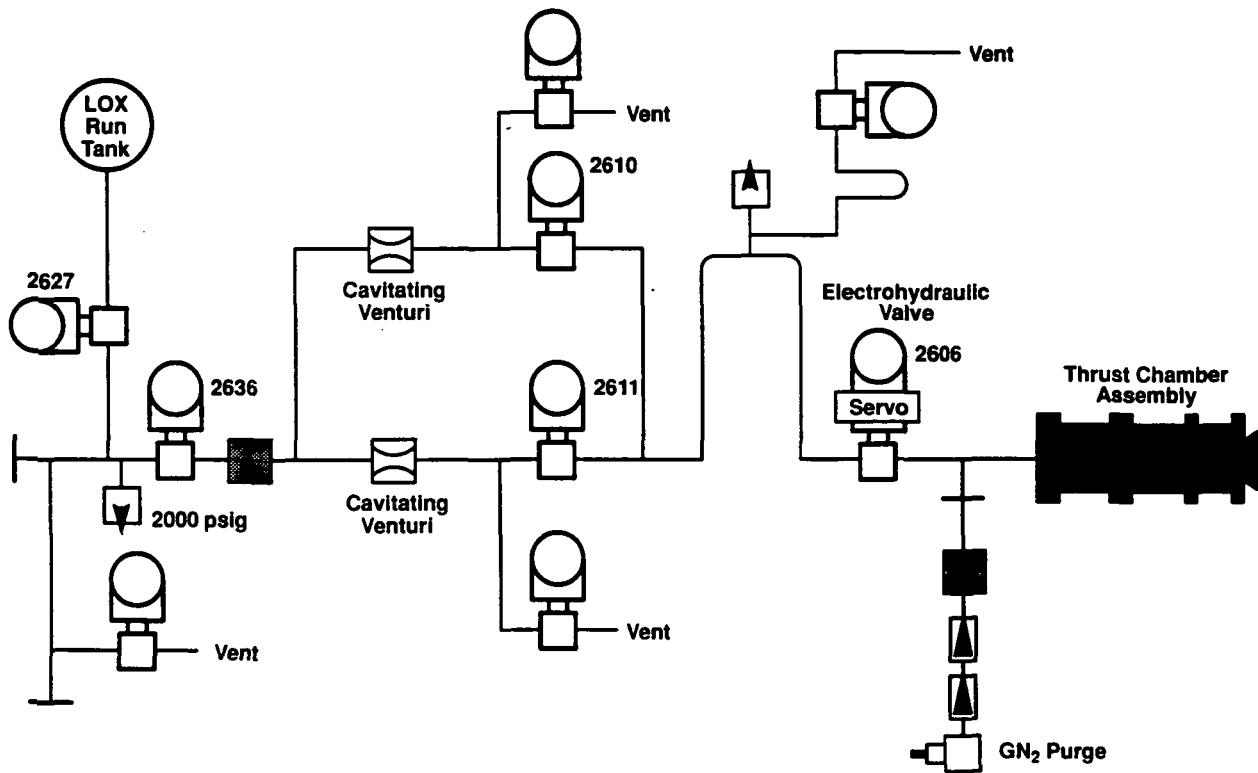 Vent
LOX
Run
Tank
Vent
2610
2627
Cavitating
Venturi
Electrohydraulic
Valve
2606
2636
2611
Servo
Thrust Chamber
Assembly
2000 psig
Cavitating
Venturi
Vent
Vent
GN₂ Purge